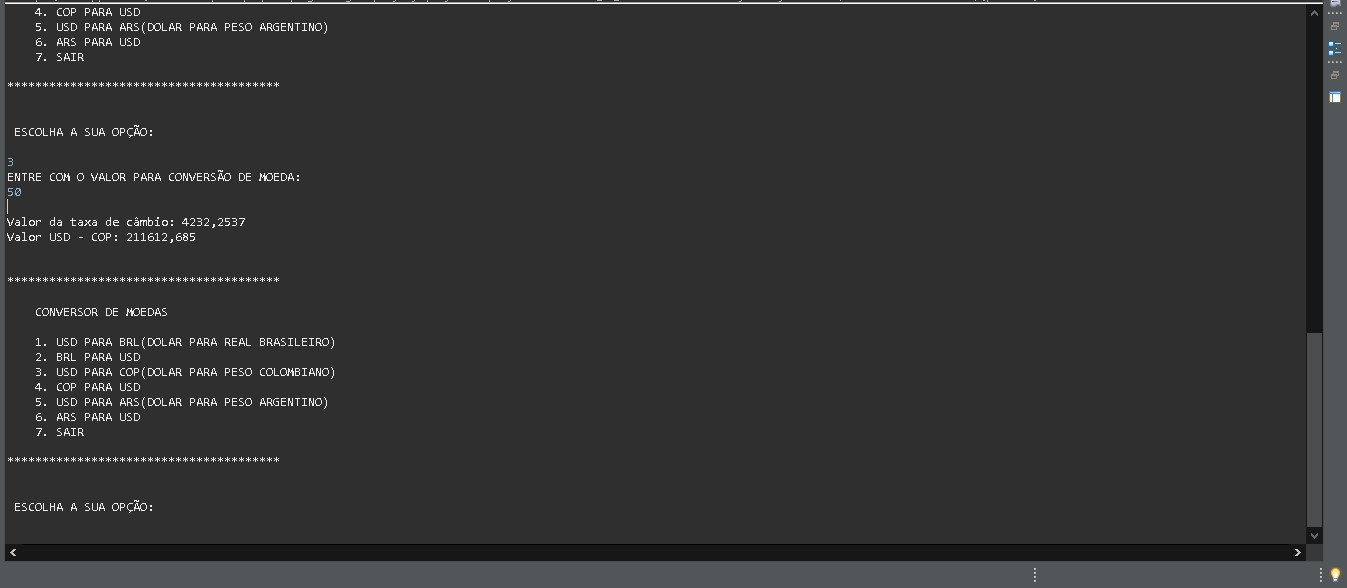 4. COP PARA USD
5. USD PARA ARS(DOLAR PARA PESO ARGENTINO)
6. ARS PARA USD
7. SAIR
***************************************
ESCOLHA A SUA OPÇÃO:
3
ENTRE COM O VALOR PARA CONVERSÃO DE MOEDA:
50
Valor da taxa de câmbio: 4232,2537
Valor USD - COP: 211612,685
***************************************
CONVERSOR DE MOEDAS
1. USD PARA BRL(DOLAR PARA REAL BRASILEIRO)
2. BRL PARA USD
3. USD PARA COP(DOLAR PARA PESO COLOMBIANO)
4. COP PARA USD
5. USD PARA ARS(DOLAR PARA PESO ARGENTINO)
6. ARS PARA USD
7. SAIR
***************************************
ESCOLHA A SUA OPÇÃO: